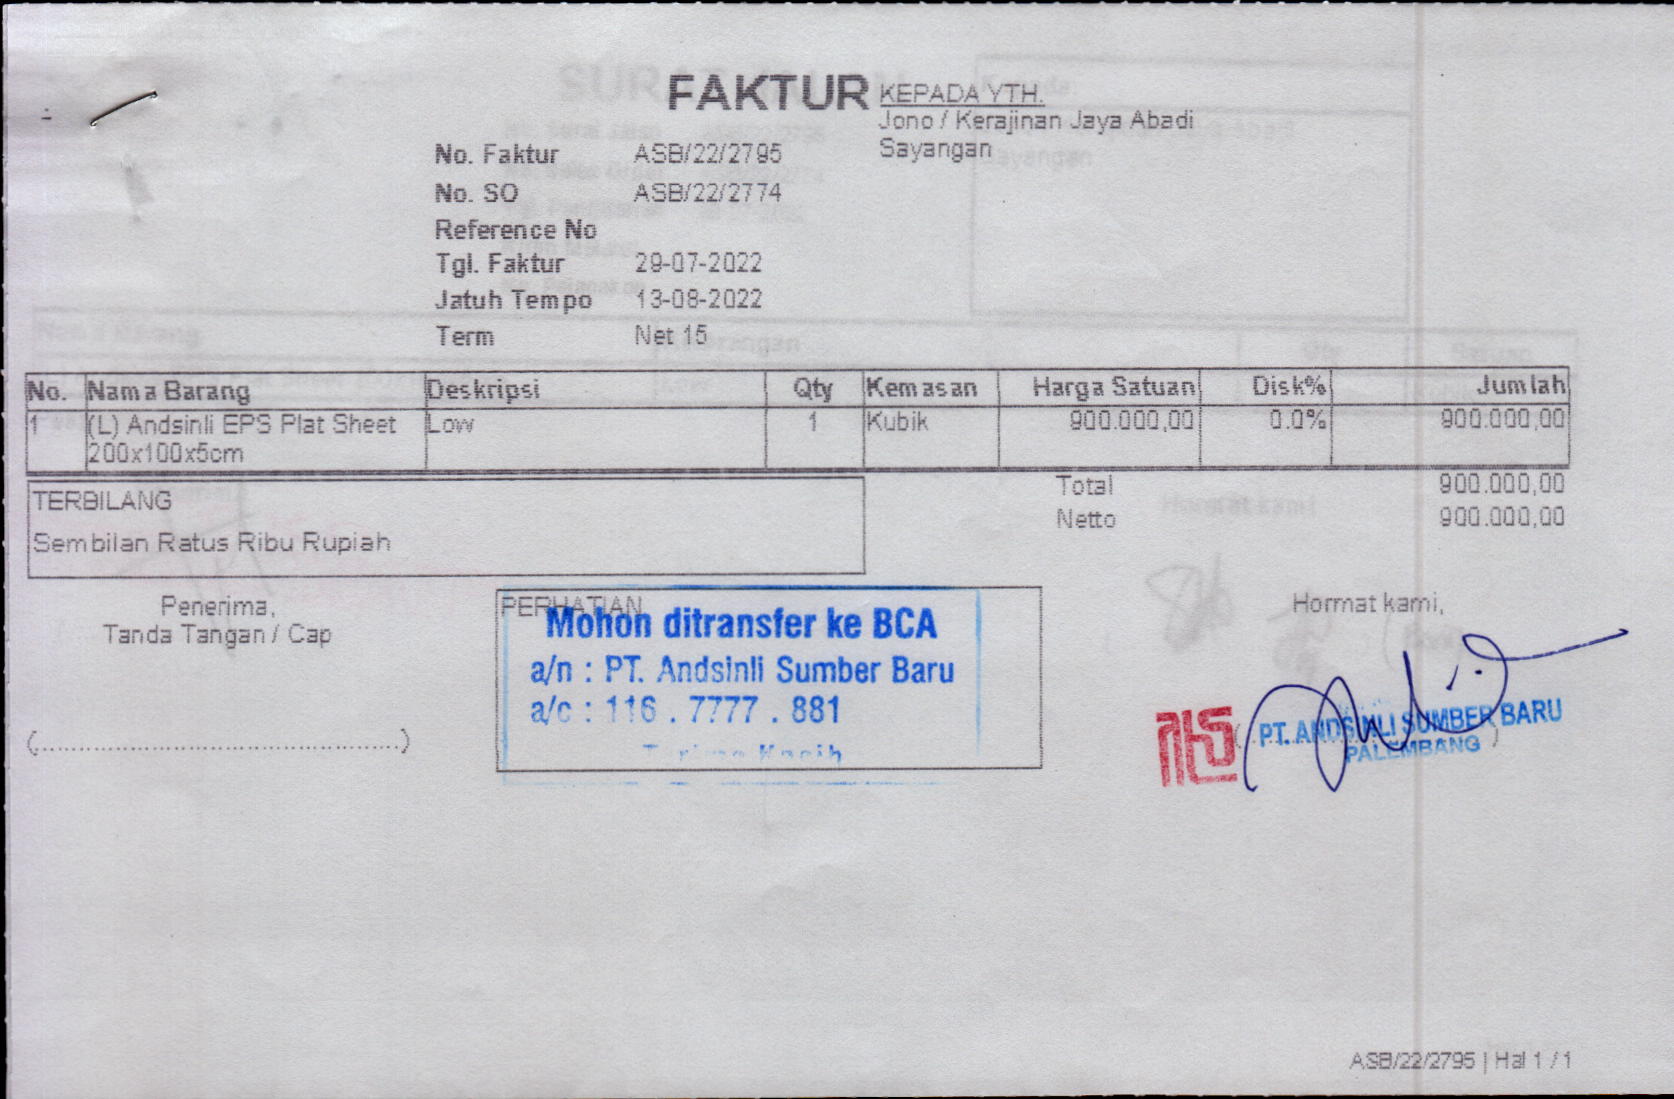 FAKTUR
KEPADA YTH.
Jono / Kerajinan Jaya Abadi
Sayangan
No. Faktur ASB/22/2795
No. SO ASB/22/2774
Reference No
Tgl. Faktur 29-07-2022
Jatuh Tempo 13-08-2022
Term Net 15
No. Nama Barang Deskripsi Qty Kemasan Harga Satuan Disk% Jumlah
1 (L) Andsinli EPS Plat Sheet Low 1 Kubik 900.000,00 0.0% 900.000,00
200x100x5cm
Total 900.000,00
Netto 900.000,00
TERBILANG
Sembilan Ratus Ribu Rupiah
Penerima,
Tanda Tangan / Cap
(..........................................................)
PERHATIAN
Mohon ditransfer ke BCA
a/n : PT. Andsinli Sumber Baru
a/c : 116 . 7777 . 881
Terima Kasih
Hormat kami,
PT. ANDSINLI SUMBER BARU
PALEMBANG
ASB/22/2795 | Hal 1 / 1